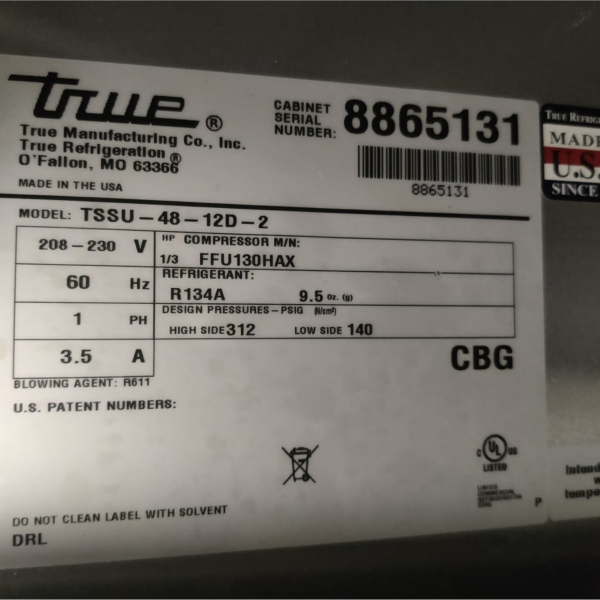 true®
True Manufacturing Co., Inc.
True Refrigeration®
O'Fallon, MO 63366
MADE IN THE USA
CABINET
SERIAL
NUMBER: 8865131
8865131
TRUE
MADE
U.S.
SINCE
MODEL: TSSU-48-12D-2
208-230 V
60 Hz
1 PH
3.5 A
HP COMPRESSOR M/N:
1/3 FFU130HAX
REFRIGERANT:
R134A 9.5 oz. (g)
DESIGN PRESSURES-PSIG (N/cm²)
HIGH SIDE 312 LOW SIDE 140
BLOWING AGENT: R611
CBG
U.S. PATENT NUMBERS:
C UL US
LISTED
P
DO NOT CLEAN LABEL WITH SOLVENT
DRL